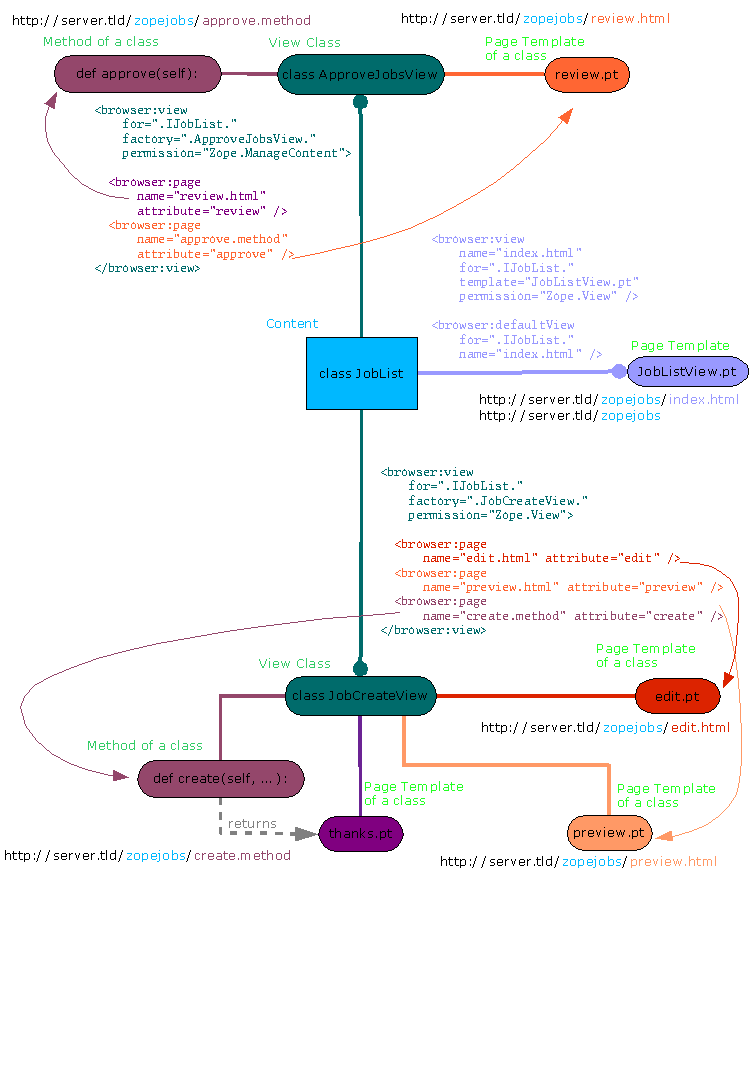 http://server.tld/zopejobs/approve.method
http://server.tld/zopejobs/review.html
Method of a class
View Class
Page Template
of a class
def approve(self):
class ApproveJobsView
review.pt
<browser:view
for=".IJobList."
factory=".ApproveJobsView."
permission="Zope.ManageContent">
<browser:page
name="review.html"
attribute="review" />
<browser:page
name="approve.method"
attribute="approve" />
</browser:view>
<browser:view
name="index.html"
for=".IJobList."
template="JobListView.pt"
permission="Zope.View" />
<browser:defaultView
for=".IJobList."
name="index.html" />
Content
class JobList
Page Template
JobListView.pt
http://server.tld/zopejobs/index.html
http://server.tld/zopejobs
<browser:view
for=".IJobList."
factory=".JobCreateView."
permission="Zope.View">
<browser:page
name="edit.html" attribute="edit" />
<browser:page
name="preview.html" attribute="preview" />
<browser:page
name="create.method" attribute="create" />
</browser:view>
View Class
class JobCreateView
Page Template
of a class
edit.pt
http://server.tld/zopejobs/edit.html
Method of a class
def create(self, ... ):
Page Template
of a class
Page Template
of a class
returns
thanks.pt
preview.pt
http://server.tld/zopejobs/create.method
http://server.tld/zopejobs/preview.html